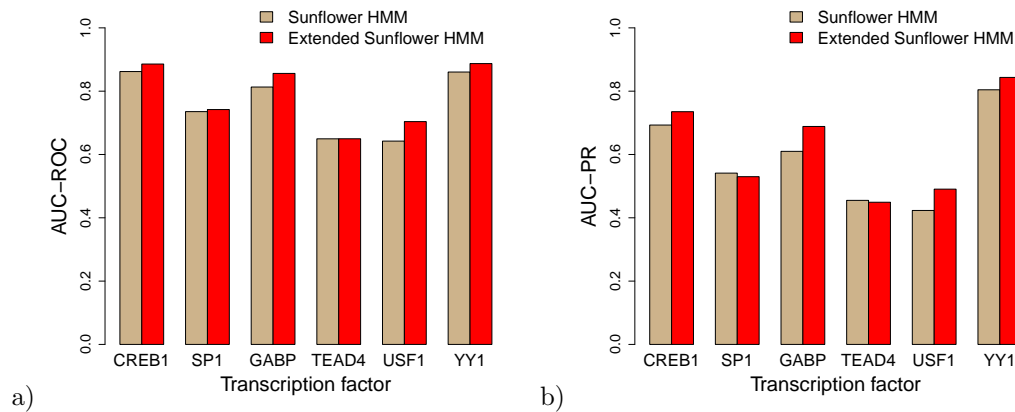 Sunflower HMM
Extended Sunflower HMM
AUC−ROC
0.0 0.2 0.4 0.6 0.8 1.0
CREB1 SP1 GABP TEAD4 USF1 YY1
Transcription factor
a)
Sunflower HMM
Extended Sunflower HMM
AUC−PR
0.0 0.2 0.4 0.6 0.8 1.0
CREB1 SP1 GABP TEAD4 USF1 YY1
Transcription factor
b)